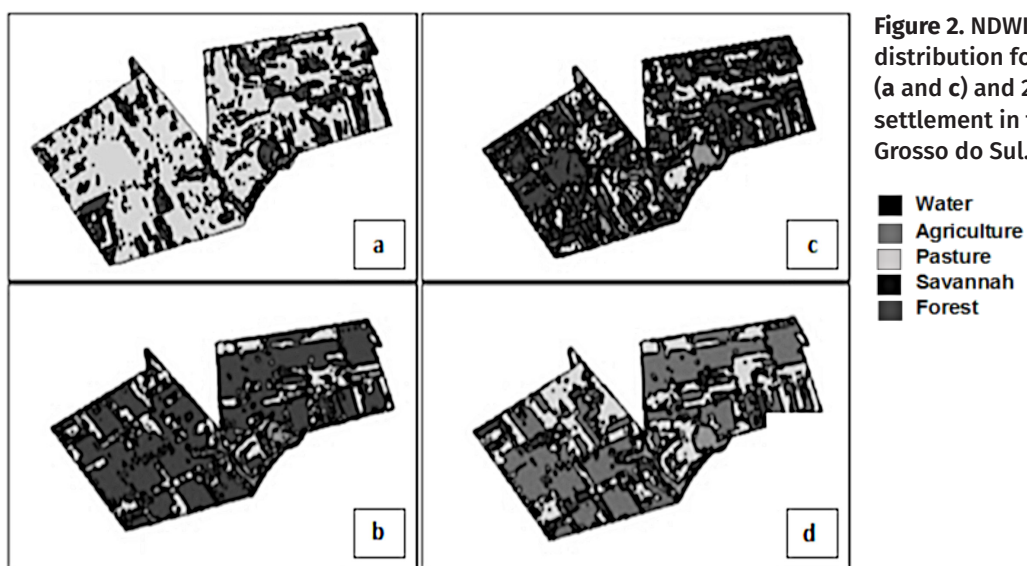 Figure 2. NDWI
distribution fo
(a and c) and 2
settlement in t
Grosso do Sul.
Water
Agriculture
Pasture
Savannah
Forest
a
c
b
d